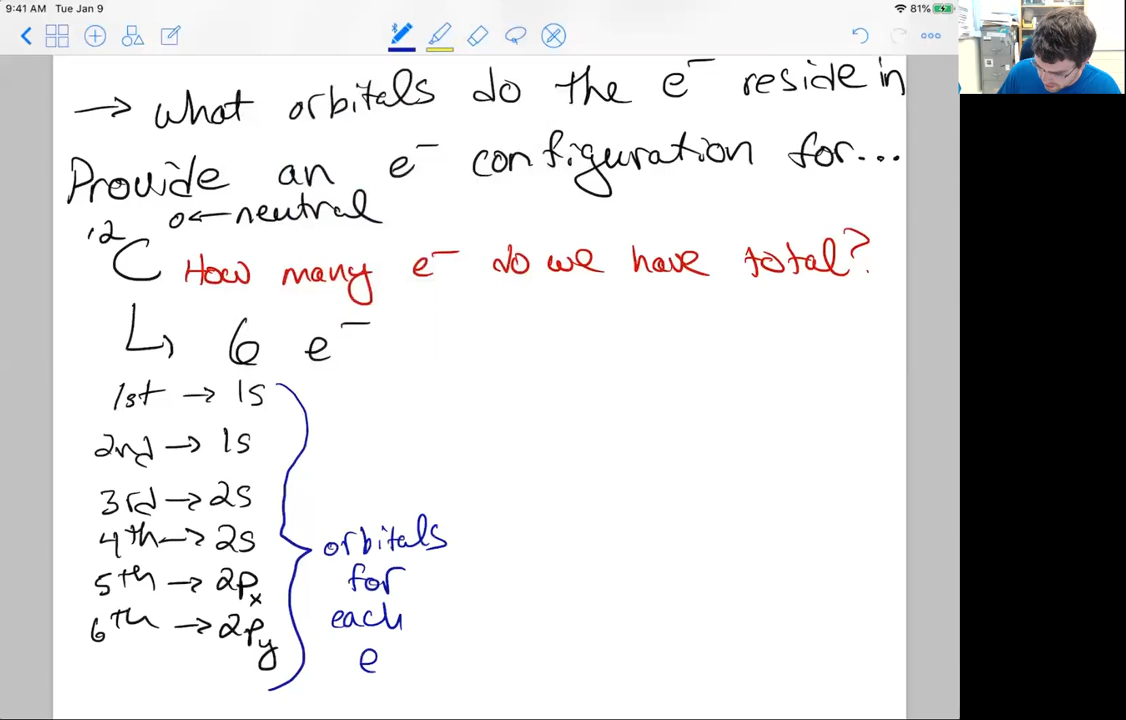 9:41 AM Tue Jan 9
81%
→ What orbitals do the e⁻ reside in
Provide an e⁻ configuration for...
0 ← neutral
12
C How many e⁻ do we have total?
↳ 6 e⁻
1st → 1s
2nd → 1s
3rd → 2s
4th → 2s
5th → 2px
6th → 2py
orbitals
for
each
e